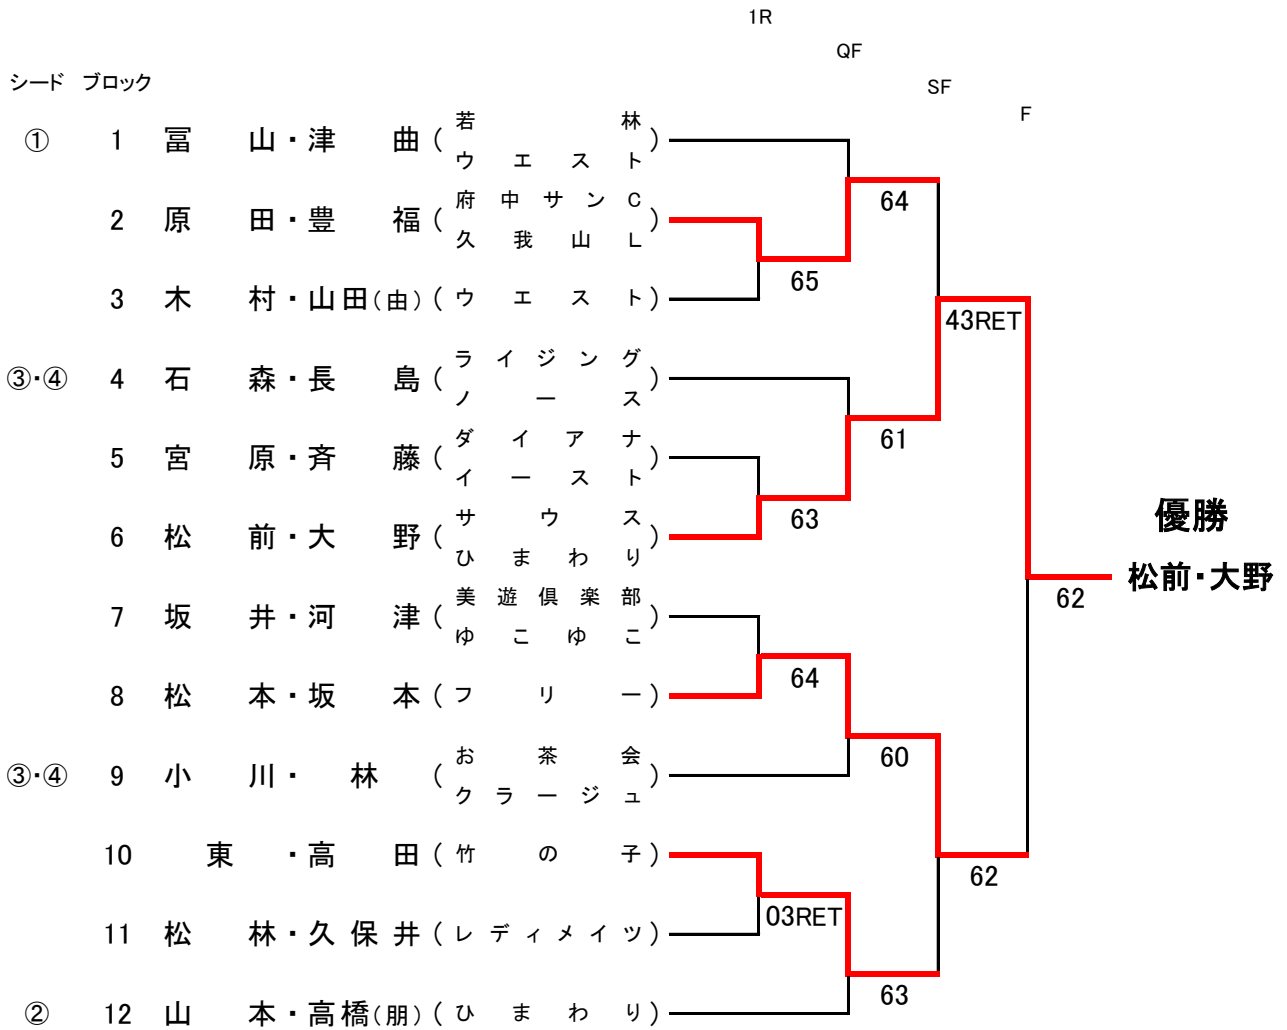 1R
QF
SF
F
シード ブロック
① 1 冨山・津曲(若林 ウエスト)
64
2 原田・豊福(府中サンC 久我山L)
65
3 木村・山田(由)(ウエスト)
43RET
③・④ 4 石森・長島(ライジング ノース)
61
5 宮原・斉藤(ダイアナ イースト)
63
6 松前・大野(サウス ひまわり)
優勝
松前・大野
62
7 坂井・河津(美遊倶楽部 ゆこゆこ)
64
8 松本・坂本(フリー)
60
③・④ 9 小川・林(お茶会 クラージュ)
10 東・高田(竹の子)
62
03RET
11 松林・久保井(レディメイツ)
63
② 12 山本・高橋(朋)(ひまわり)